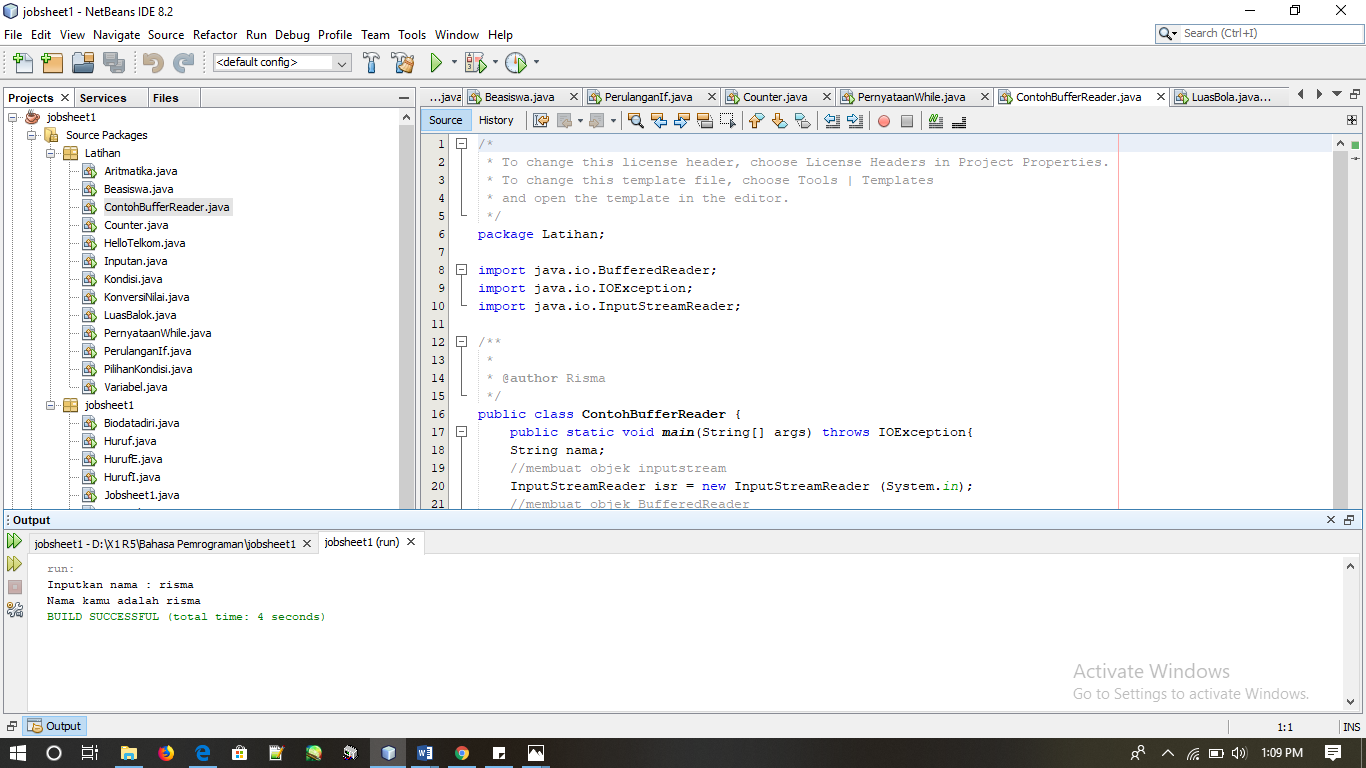 jobsheet1 - NetBeans IDE 8.2
File Edit View Navigate Source Refactor Run Debug Profile Team Tools Window Help
Search (Ctrl+I)
<default config>
Projects Services Files
...java Beasiswa.java PerulanganIf.java Counter.java PernyataanWhile.java ContohBufferReader.java LuasBola.java...
Source History
jobsheet1
Source Packages
Latihan
Aritmatika.java
Beasiswa.java
ContohBufferReader.java
Counter.java
HelloTelkom.java
Inputan.java
Kondisi.java
KonversiNilai.java
LuasBalok.java
PernyataanWhile.java
PerulanganIf.java
PilihanKondisi.java
Variabel.java
jobsheet1
Biodatadiri.java
Huruf.java
HurufE.java
HurufI.java
Jobsheet1.java
1 /*
2 * To change this license header, choose License Headers in Project Properties.
3 * To change this template file, choose Tools | Templates
4 * and open the template in the editor.
5 */
6 package Latihan;
7
8 import java.io.BufferedReader;
9 import java.io.IOException;
10 import java.io.InputStreamReader;
11
12 /**
13 *
14 * @author Risma
15 */
16 public class ContohBufferReader {
17 public static void main(String[] args) throws IOException{
18 String nama;
19 //membuat objek inputstream
20 InputStreamReader isr = new InputStreamReader (System.in);
21 //membuat objek BufferedReader
Output
jobsheet1 - D:\X1 R5\Bahasa Pemrograman\jobsheet1 jobsheet1 (run)
run:
Inputkan nama : risma
Nama kamu adalah risma
BUILD SUCCESSFUL (total time: 4 seconds)
Activate Windows
Go to Settings to activate Windows.
Output
1:1 INS
1:09 PM